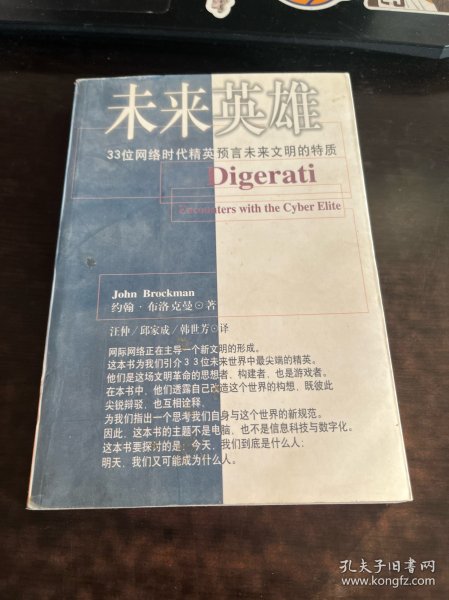 未来英雄
33位网络时代精英预言未来文明的特质
Digerati
Encounters with the Cyber Elite
John Brockman
约翰·布洛克曼⊙著
汪仲/邱家成/韩世芳⊙译
网际网络正在主导一个新文明的形成。
这本书为我们引介33位未来世界中最尖端的精英。
他们是这场文明革命的思想者、构建者，也是游戏者。
在本书中，他们透露自己改造这个世界的构想，既彼此
尖锐辩驳，也互相诠释，
为我们指出一个思考我们自身与这个世界的新规范。
因此，这本书的主题不是电脑，也不是信息科技与数字化。
这本书要探讨的是：今天，我们到底是什么人；
明天，我们又可能成为什么人。
孔夫子旧书网
www.kongfz.com